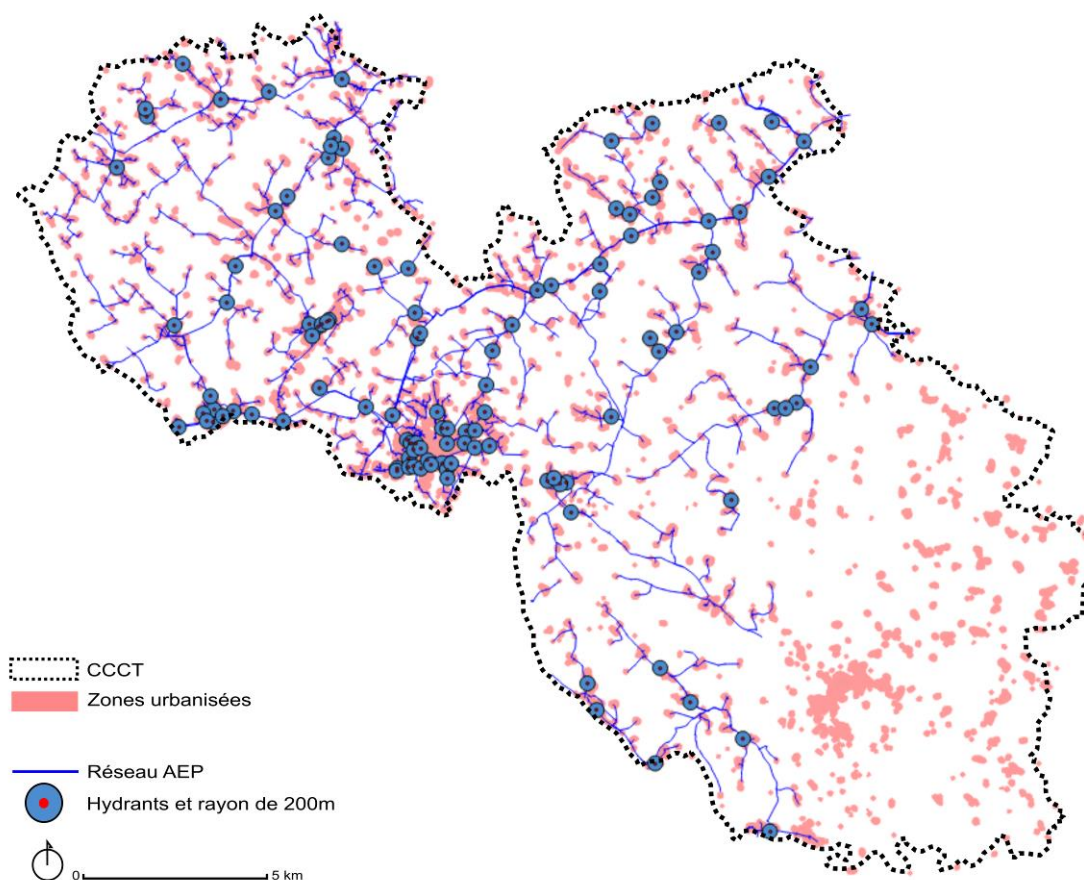 CCCT
Zones urbanisées
Réseau AEP
Hydrants et rayon de 200m
0 5 km